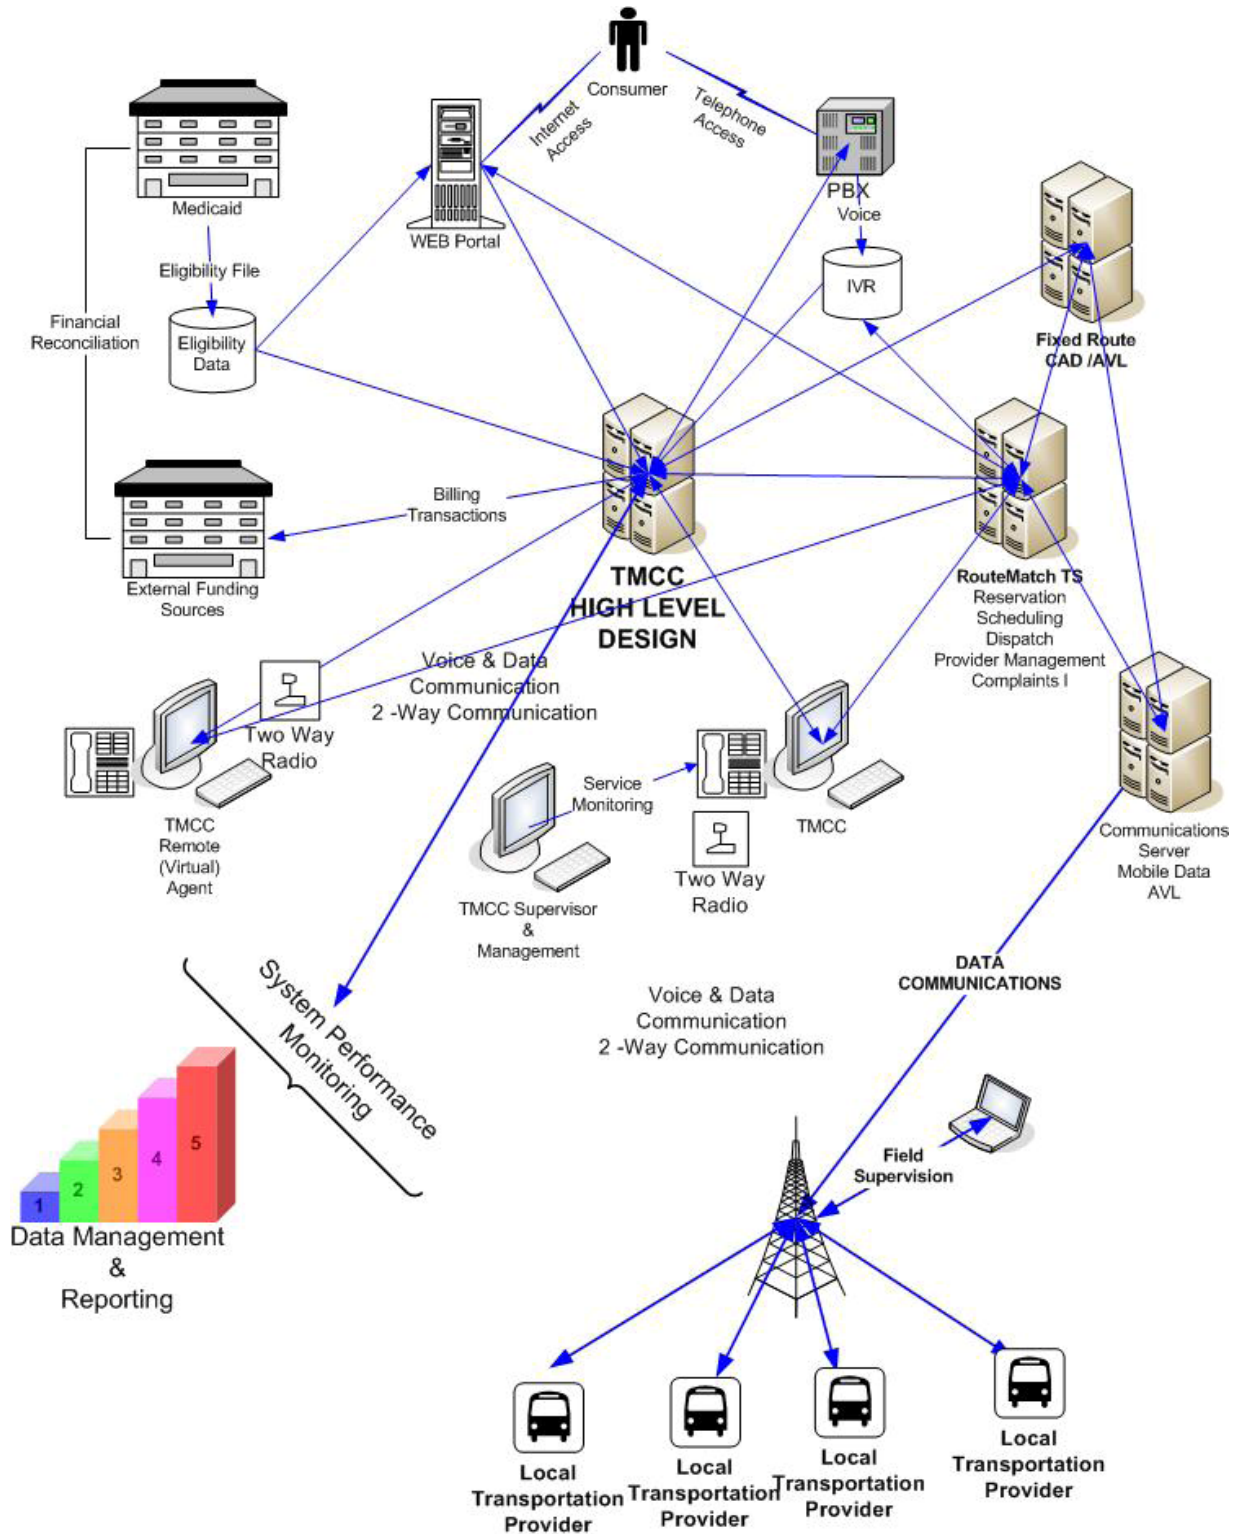 Consumer
Internet
Access
Telephone
Access
Medicaid
WEB Portal
PBX
Voice
Eligibility File
IVR
Financial
Reconciliation
Eligibility
Data
Fixed Route
CAD /AVL
Billing
Transactions
External Funding
Sources
TMCC
HIGH LEVEL
DESIGN
RouteMatch TS
Reservation
Scheduling
Dispatch
Provider Management
Complaints I
Voice & Data
Communication
2 -Way Communication
Two Way
Radio
Service
Monitoring
TMCC
Remote
(Virtual)
Agent
TMCC
Two Way
Radio
TMCC Supervisor
&
Management
Communications
Server
Mobile Data
AVL
DATA
COMMUNICATIONS
System Performance
Monitoring
Voice & Data
Communication
2 -Way Communication
Field
Supervision
1
2
3
4
5
Data Management
&
Reporting
Local
Transportation
Provider
Local
Transportation
Provider
Local
Transportation
Provider
Local
Transportation
Provider